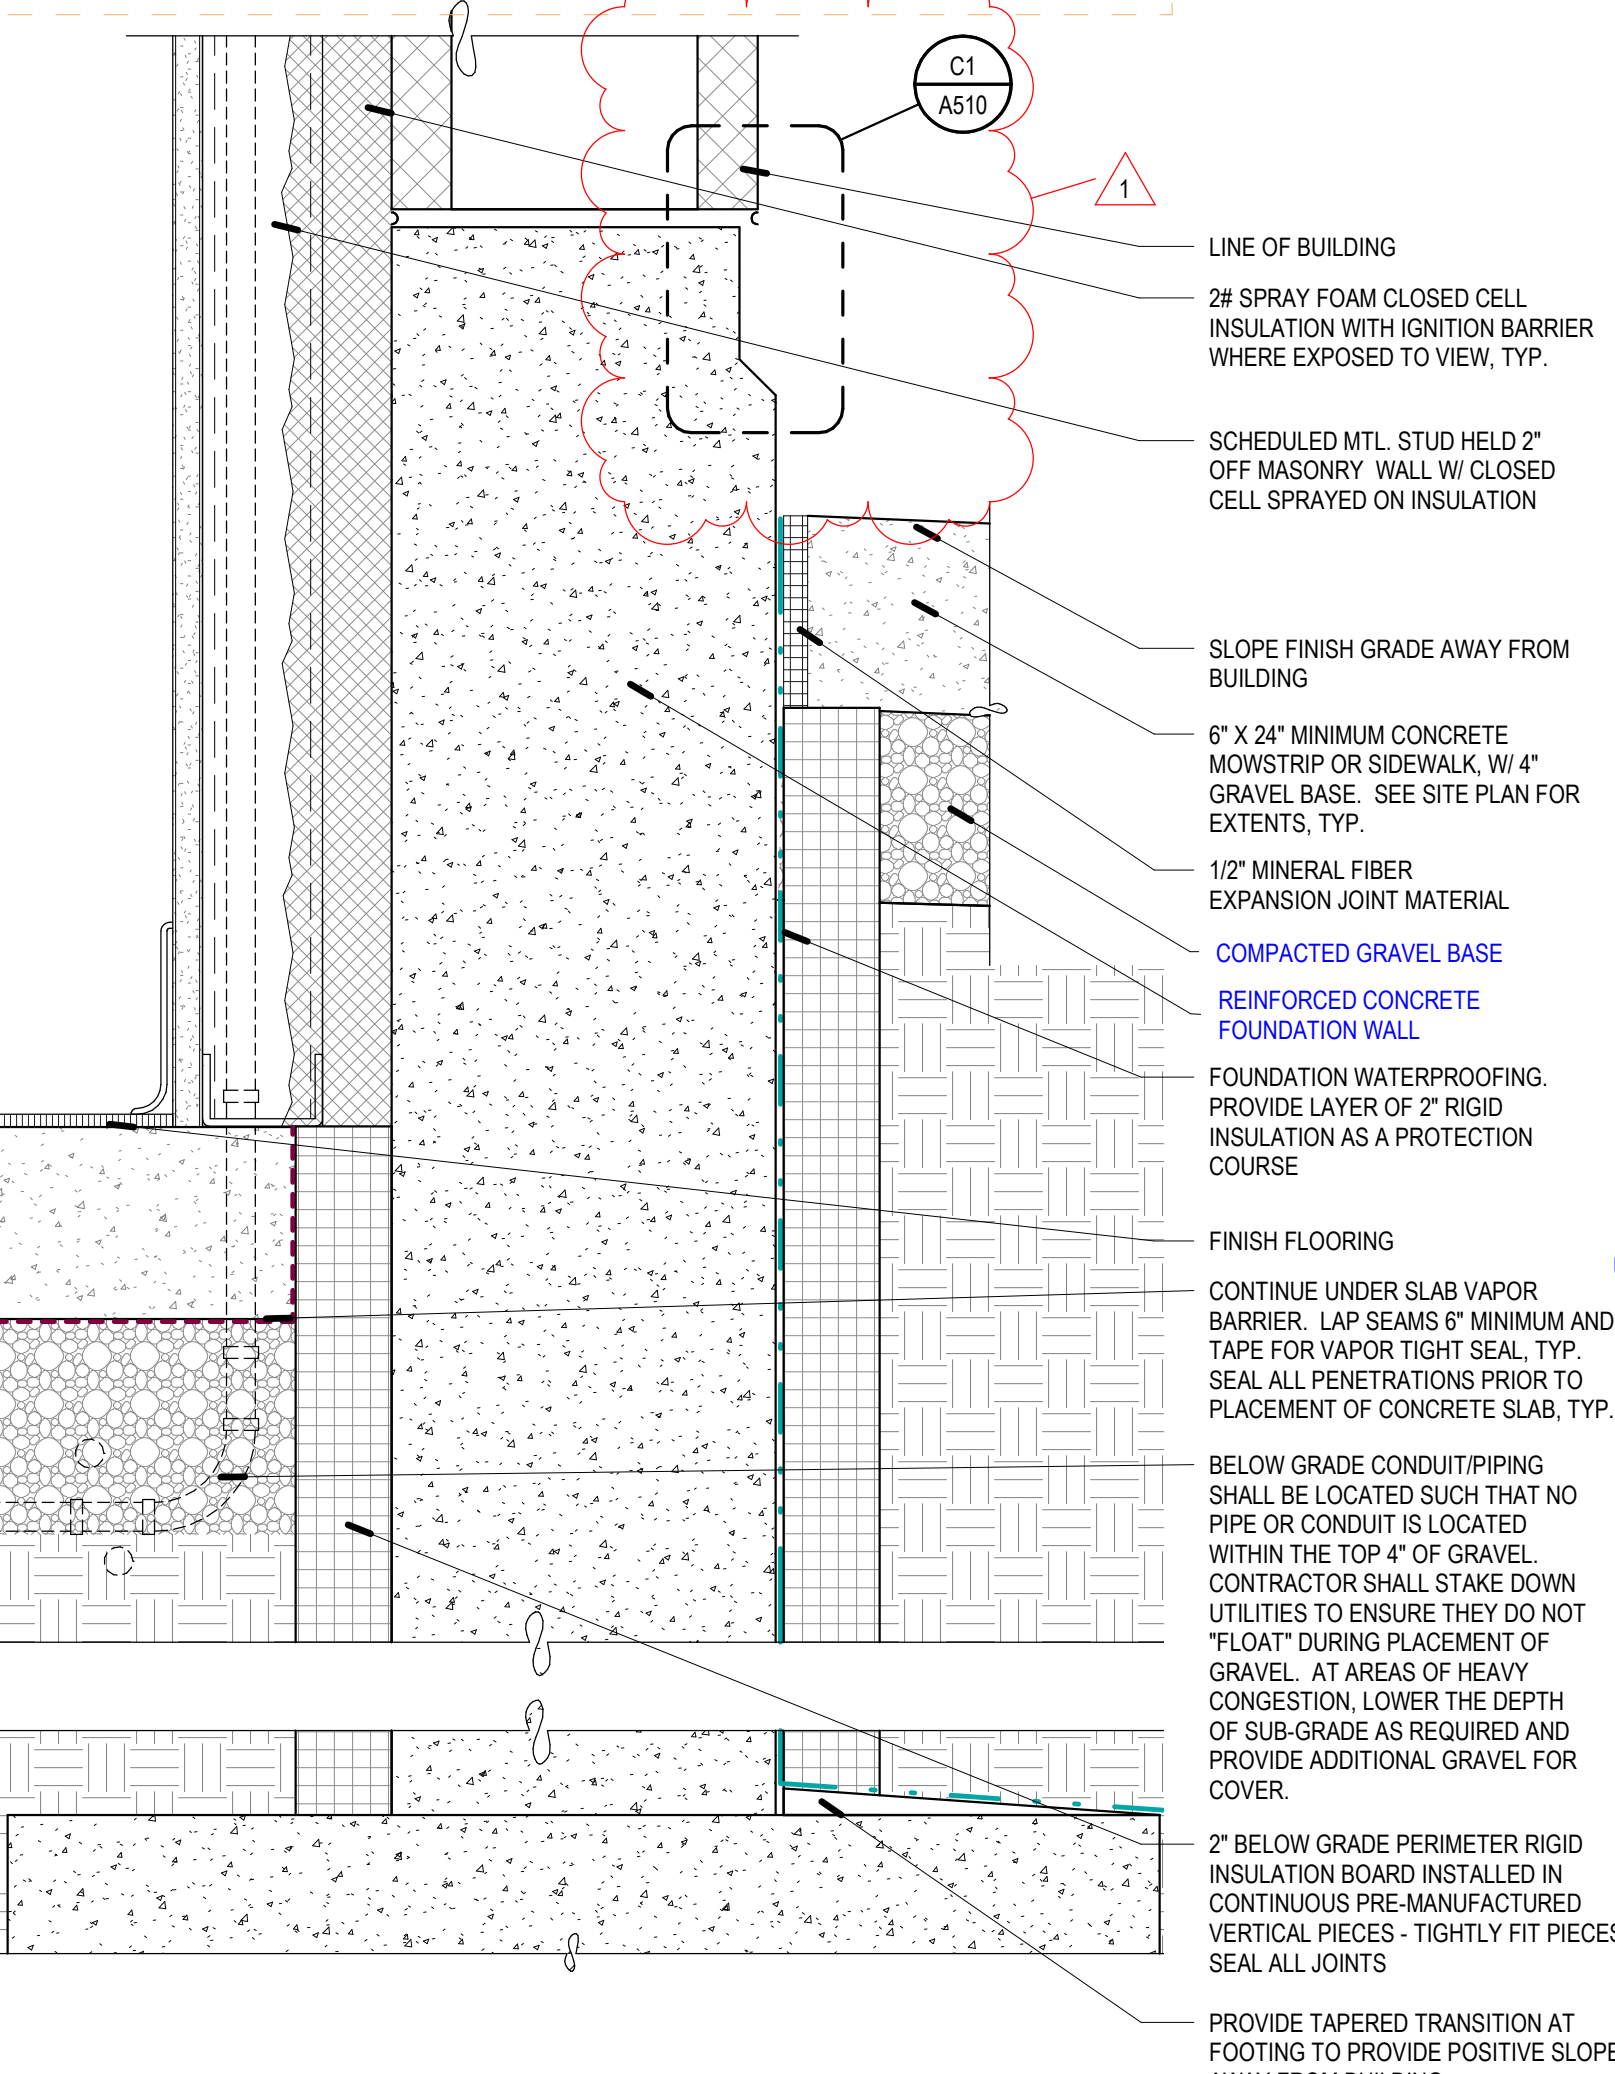 C1
A510
1
LINE OF BUILDING
2# SPRAY FOAM CLOSED CELL
INSULATION WITH IGNITION BARRIER
WHERE EXPOSED TO VIEW, TYP.
SCHEDULED MTL. STUD HELD 2"
OFF MASONRY WALL W/ CLOSED
CELL SPRAYED ON INSULATION
SLOPE FINISH GRADE AWAY FROM
BUILDING
6" X 24" MINIMUM CONCRETE
MOWSTRIP OR SIDEWALK, W/ 4"
GRAVEL BASE. SEE SITE PLAN FOR
EXTENTS, TYP.
1/2" MINERAL FIBER
EXPANSION JOINT MATERIAL
COMPACTED GRAVEL BASE
REINFORCED CONCRETE
FOUNDATION WALL
FOUNDATION WATERPROOFING.
PROVIDE LAYER OF 2" RIGID
INSULATION AS A PROTECTION
COURSE
FINISH FLOORING
CONTINUE UNDER SLAB VAPOR
BARRIER. LAP SEAMS 6" MINIMUM AND
TAPE FOR VAPOR TIGHT SEAL, TYP.
SEAL ALL PENETRATIONS PRIOR TO
PLACEMENT OF CONCRETE SLAB, TYP.
BELOW GRADE CONDUIT/PIPING
SHALL BE LOCATED SUCH THAT NO
PIPE OR CONDUIT IS LOCATED
WITHIN THE TOP 4" OF GRAVEL.
CONTRACTOR SHALL STAKE DOWN
UTILITIES TO ENSURE THEY DO NOT
"FLOAT" DURING PLACEMENT OF
GRAVEL. AT AREAS OF HEAVY
CONGESTION, LOWER THE DEPTH
OF SUB-GRADE AS REQUIRED AND
PROVIDE ADDITIONAL GRAVEL FOR
COVER.
2" BELOW GRADE PERIMETER RIGID
INSULATION BOARD INSTALLED IN
CONTINUOUS PRE-MANUFACTURED
VERTICAL PIECES - TIGHTLY FIT PIECES
SEAL ALL JOINTS
PROVIDE TAPERED TRANSITION AT
FOOTING TO PROVIDE POSITIVE SLOPE